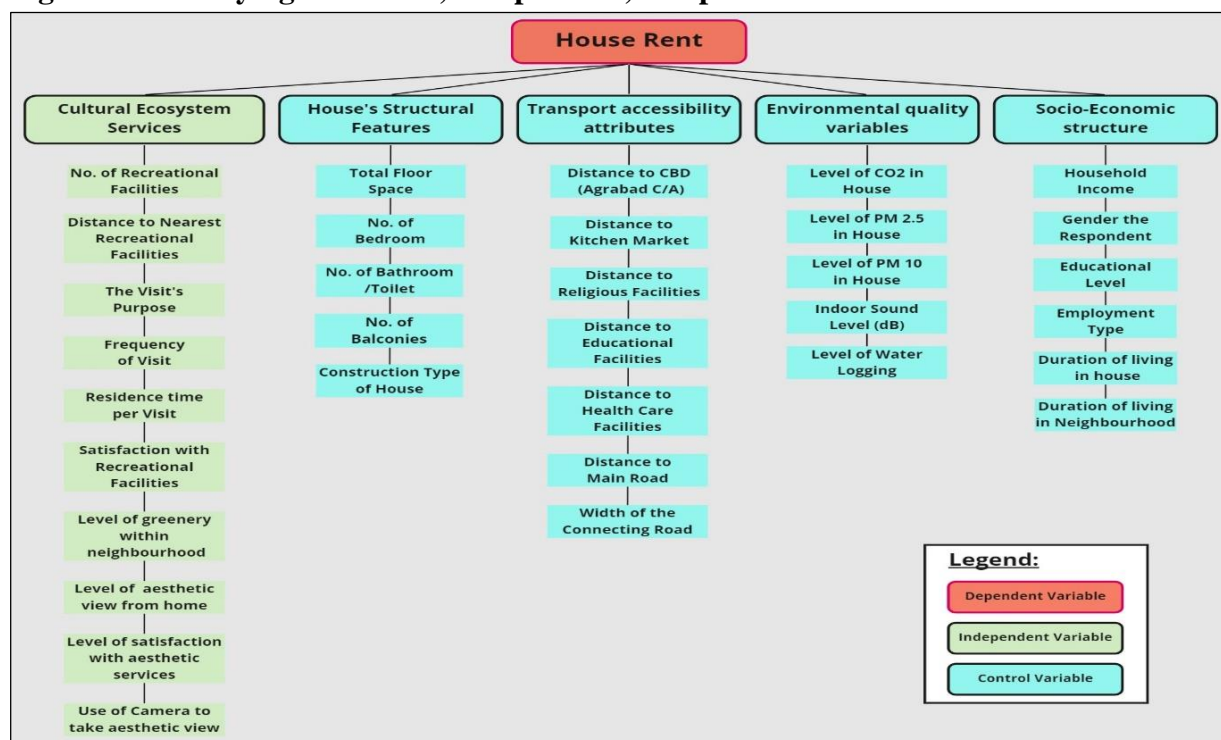 House Rent
Cultural Ecosystem
Services
No. of Recreational
Facilities
Distance to Nearest
Recreational
Facilities
The Visit's
Purpose
Frequency
of Visit
Residence time
per Visit
Satisfaction with
Recreational
Facilities
Level of greenery
within
neighbourhood
Level of aesthetic
view from home
Level of satisfaction
with aesthetic
services
Use of Camera to
take aesthetic view
House's Structural
Features
Total Floor
Space
No. of
Bedroom
No. of Bathroom
/Toilet
No. of
Balconies
Construction Type
of House
Transport accessibility
attributes
Distance to CBD
(Agrabad C/A)
Distance to
Kitchen Market
Distance to
Religious Facilities
Distance to
Educational
Facilities
Distance to
Health Care
Facilities
Distance to
Main Road
Width of the
Connecting Road
Environmental quality
variables
Level of CO2 in
House
Level of PM 2.5
in House
Level of PM 10
in House
Indoor Sound
Level (dB)
Level of Water
Logging
Socio-Economic
structure
Household
Income
Gender the
Respondent
Educational
Level
Employment
Type
Duration of living
in house
Duration of living
in Neighbourhood
Legend:
Dependent Variable
Independent Variable
Control Variable